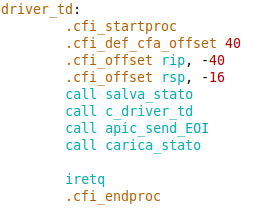 driver_td:
.cfi_startproc
.cfi_def_cfa_offset 40
.cfi_offset rip, -40
.cfi_offset rsp, -16
call salva_stato
call c_driver_td
call apic_send_EOI
call carica_stato
iretq
.cfi_endproc